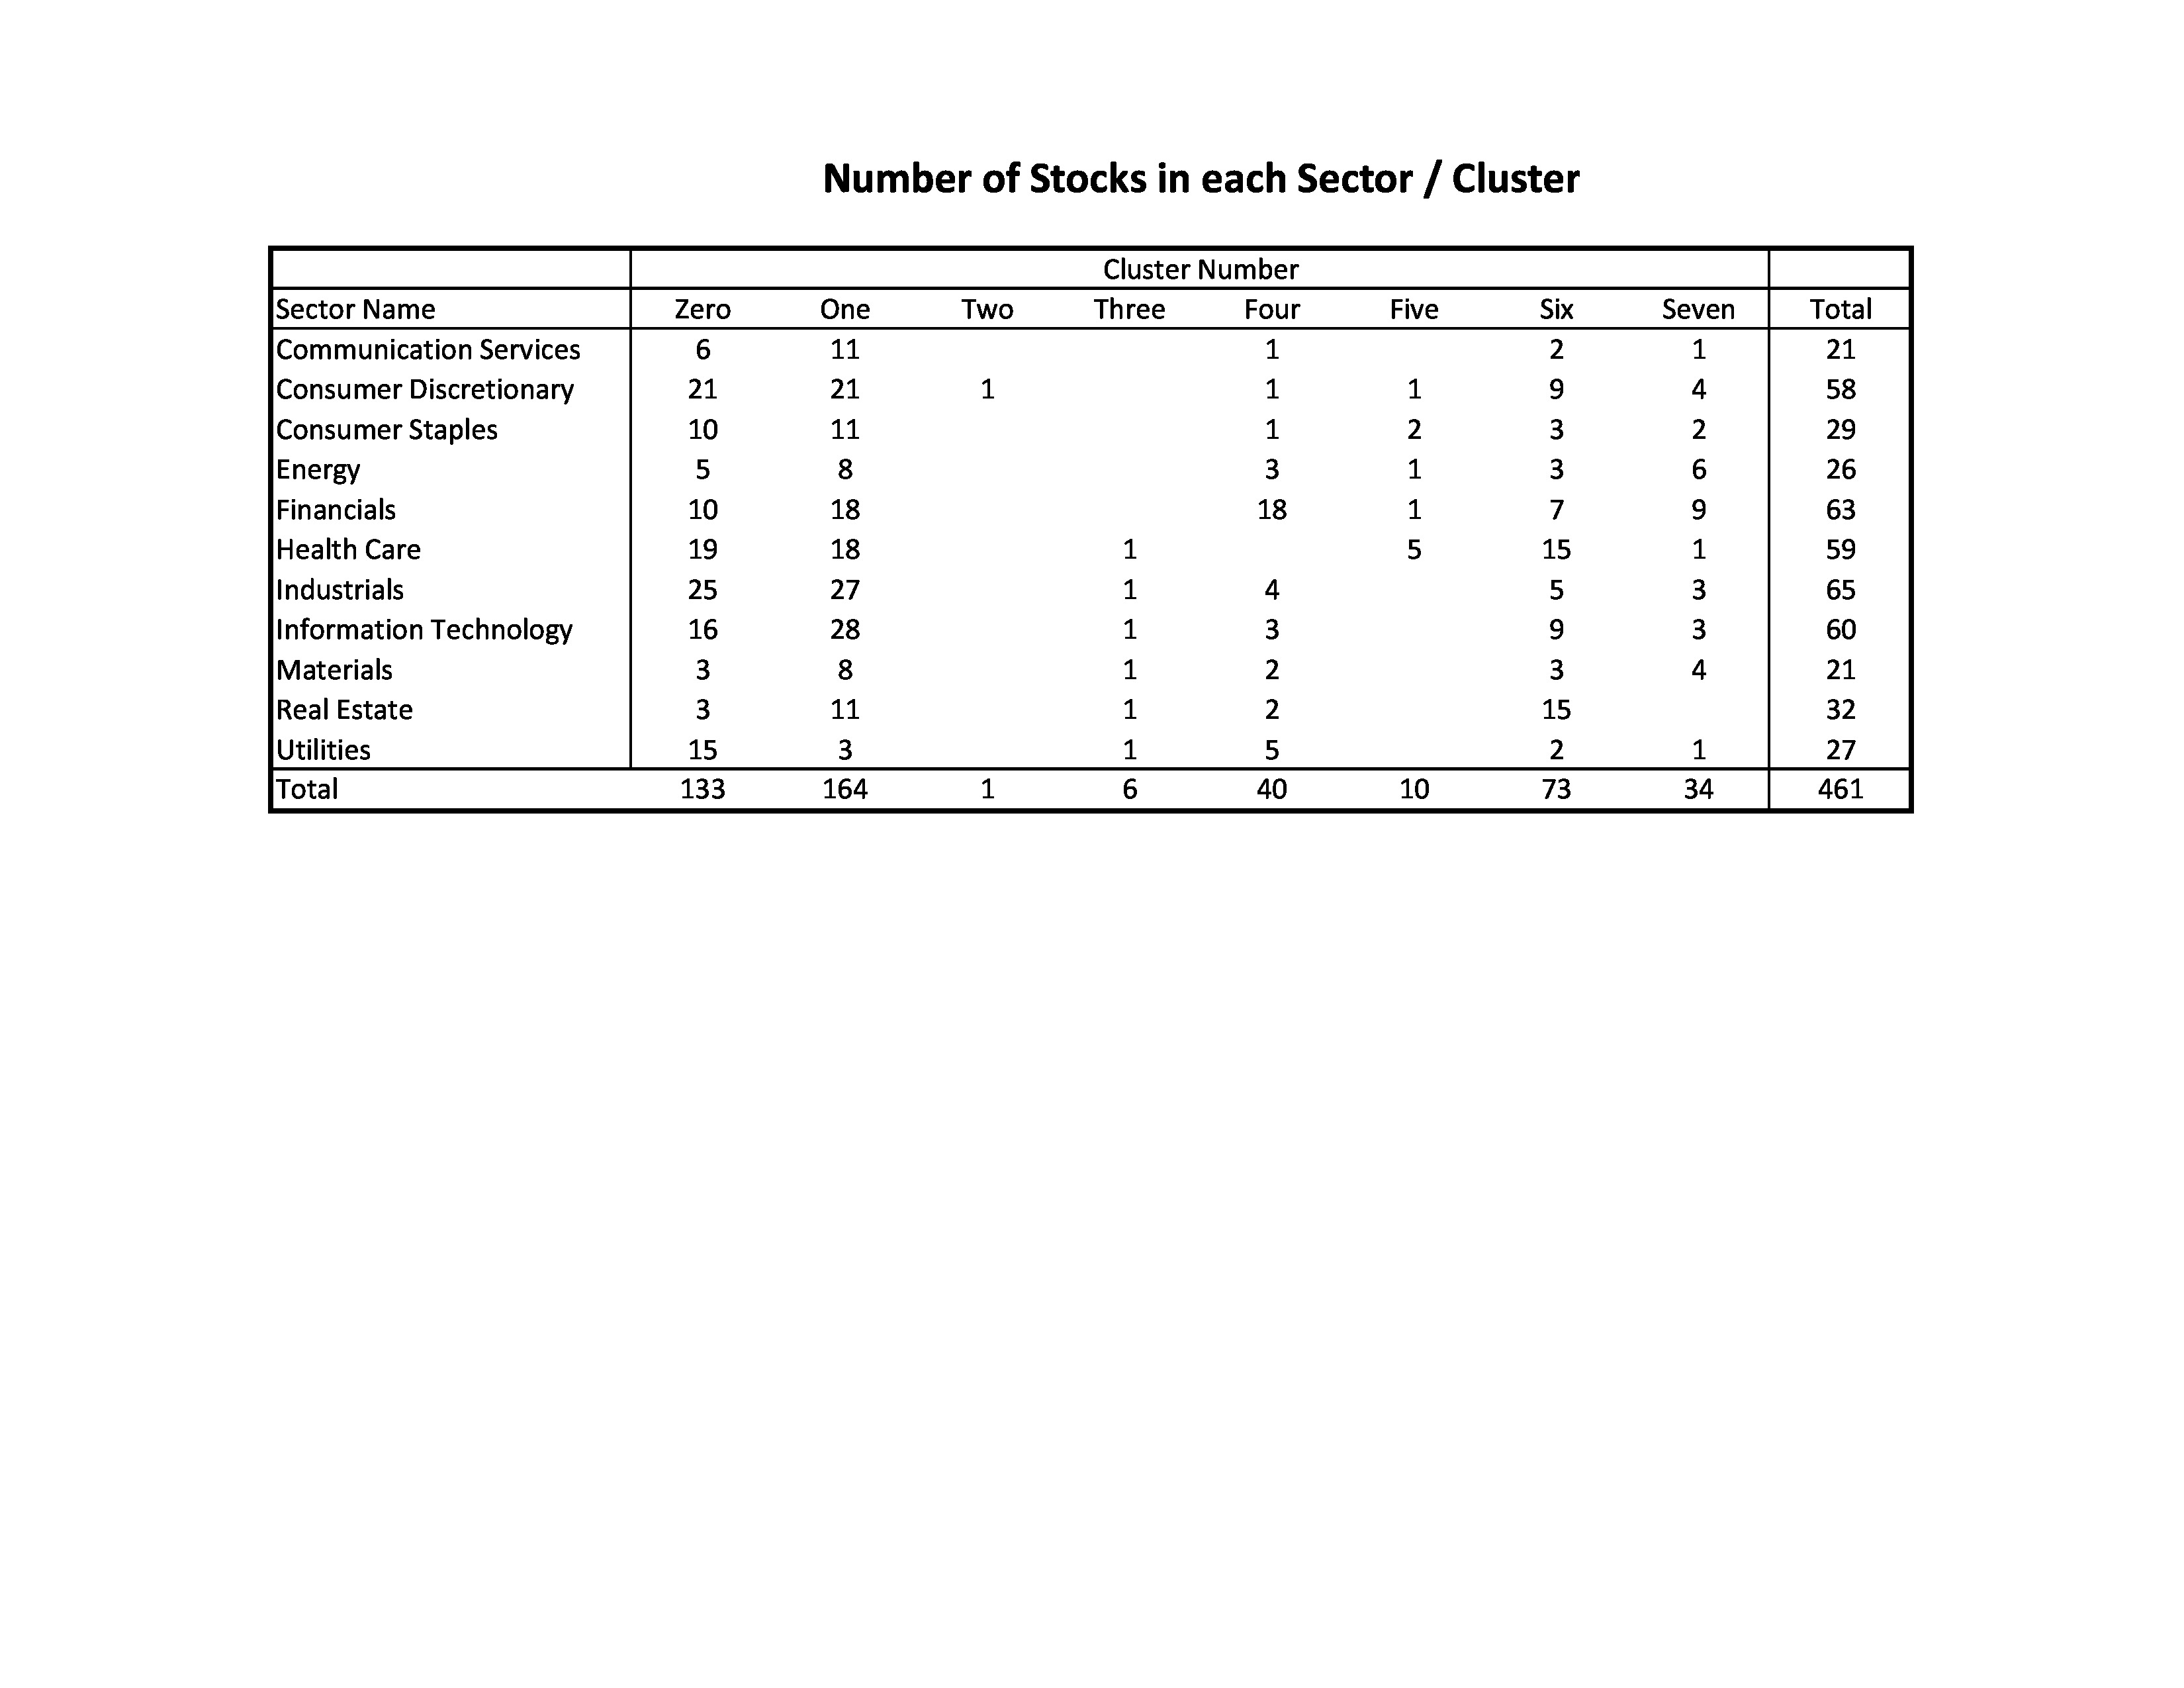 Number of Stocks in each Sector / Cluster
Cluster Number
Sector Name Zero One Two Three Four Five Six Seven Total
Communication Services 6 11 1 2 1 21
Consumer Discretionary 21 21 1 1 1 9 4 58
Consumer Staples 10 11 1 2 3 2 29
Energy 5 8 3 1 3 6 26
Financials 10 18 18 1 7 9 63
Health Care 19 18 1 5 15 1 59
Industrials 25 27 1 4 5 3 65
Information Technology 16 28 1 3 9 3 60
Materials 3 8 1 2 3 4 21
Real Estate 3 11 1 2 15 32
Utilities 15 3 1 5 2 1 27
Total 133 164 1 6 40 10 73 34 461